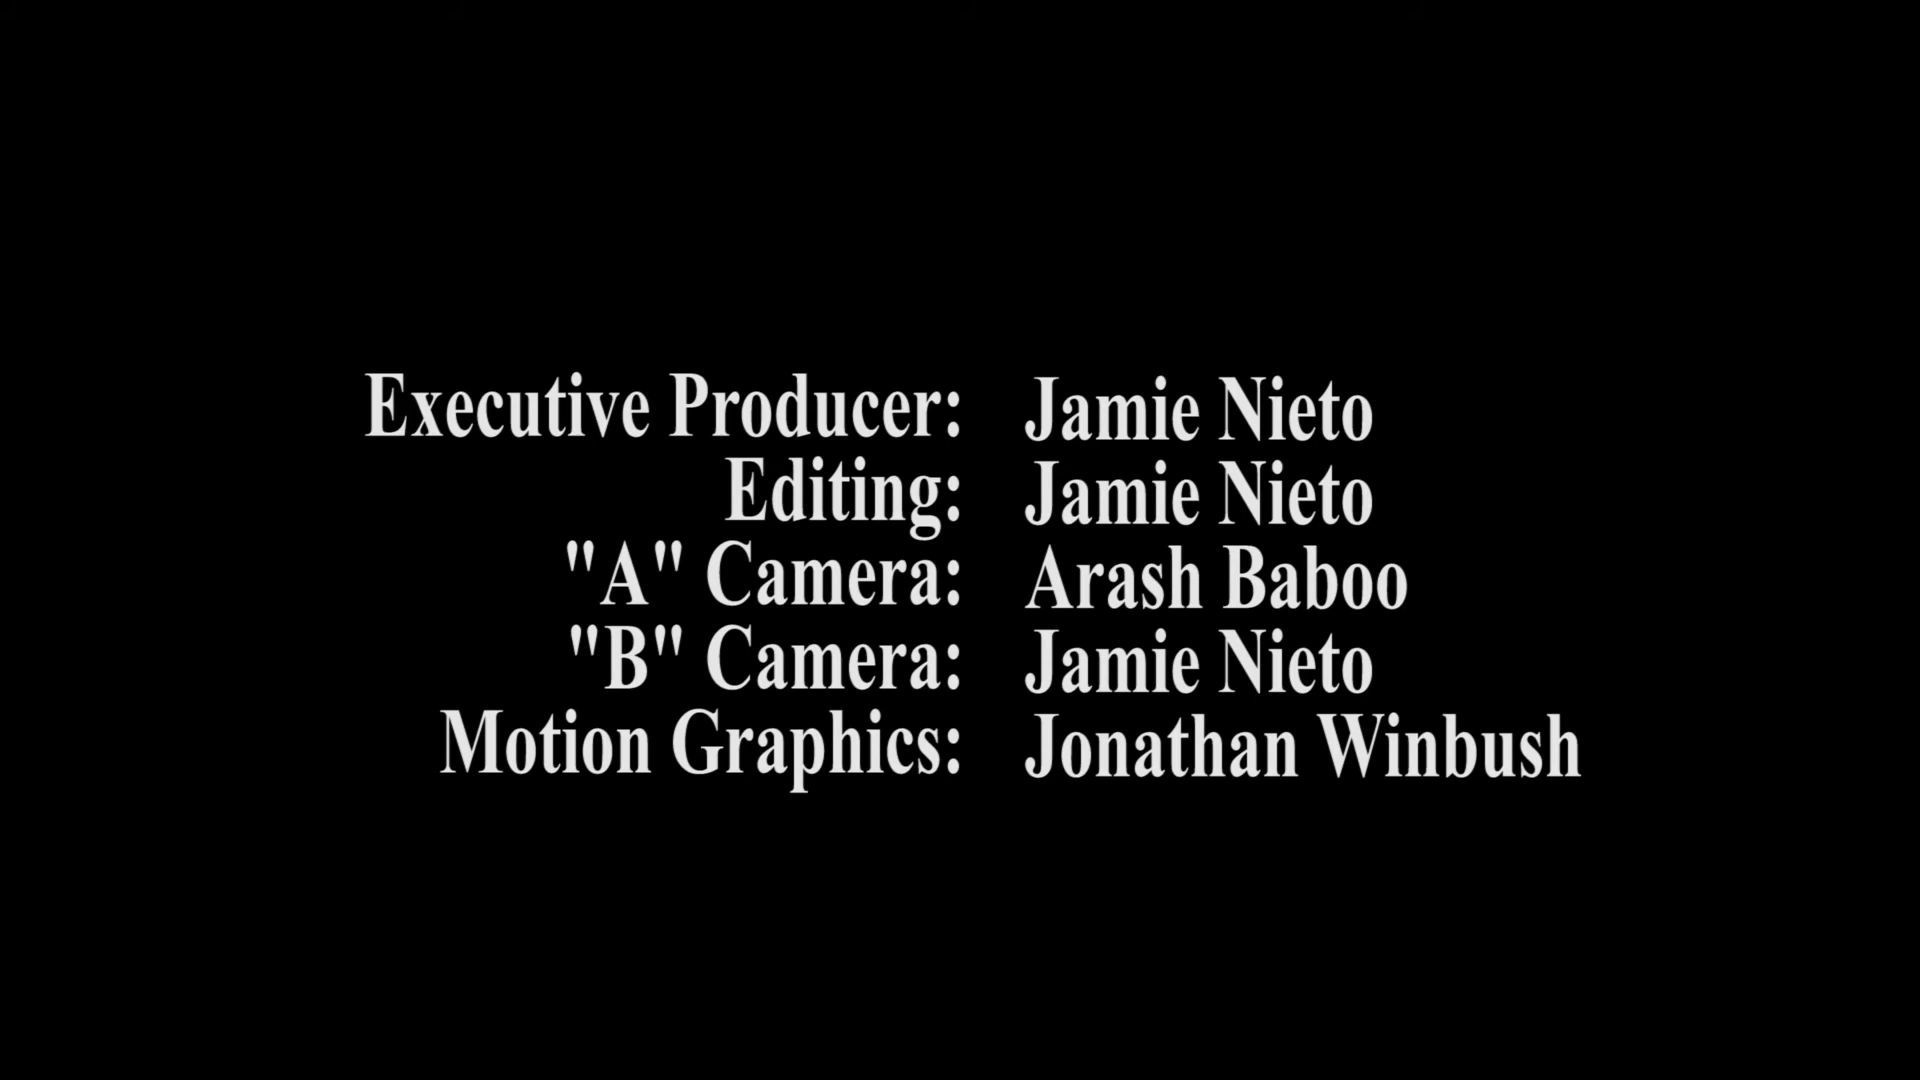 Executive Producer: Jamie Nieto
Editing: Jamie Nieto
"A" Camera: Arash Baboo
"B" Camera: Jamie Nieto
Motion Graphics: Jonathan Winbush